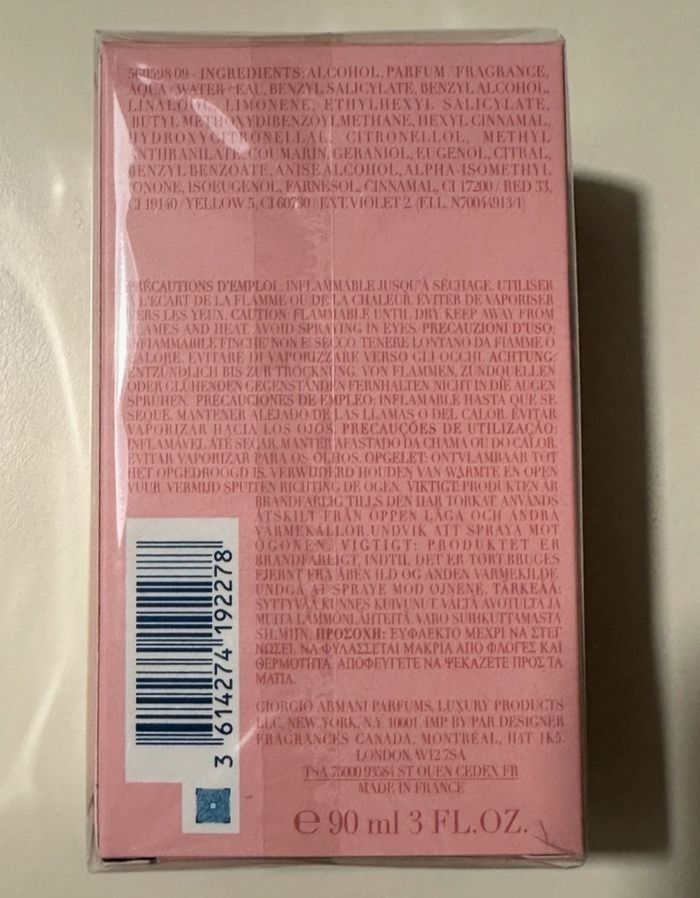 560598 09 - INGREDIENTS: ALCOHOL, PARFUM / FRAGRANCE,
AQUA / WATER / EAU, BENZYL SALICYLATE, BENZYL ALCOHOL,
LINALOOL, LIMONENE, ETHYLHEXYL SALICYLATE,
BUTYL METHOXYDIBENZOYLMETHANE, HEXYL CINNAMAL,
HYDROXYCITRONELLAL, CITRONELLOL, METHYL
ANTHRANILATE, COUMARIN, GERANIOL, EUGENOL, CITRAL,
BENZYL BENZOATE, ANISE ALCOHOL, ALPHA-ISOMETHYL
IONONE, ISOEUGENOL, FARNESOL, CINNAMAL, CI 17200 / RED 33,
CI 19140 / YELLOW 5, CI 60730 / EXT. VIOLET 2. (F.I.L. N70044913/1)
PRÉCAUTIONS D'EMPLOI: INFLAMMABLE JUSQU'À SÉCHAGE. UTILISER
À L'ÉCART DE LA FLAMME OU DE LA CHALEUR. ÉVITER DE VAPORISER
VERS LES YEUX. CAUTION: FLAMMABLE UNTIL DRY. KEEP AWAY FROM
FLAMES AND HEAT. AVOID SPRAYING IN EYES. PRECAUZIONI D'USO:
INFIAMMABILE FINCHÉ NON È SECCO. TENERE LONTANO DA FIAMME O
CALORE. EVITARE DI VAPORIZZARE VERSO GLI OCCHI. ACHTUNG:
ENTZÜNDLICH BIS ZUR TROCKNUNG. VON FLAMMEN, ZÜNDQUELLEN
ODER GLÜHENDEN GEGENSTÄNDEN FERNHALTEN. NICHT IN DIE AUGEN
SPRÜHEN. PRECAUCIONES DE EMPLEO: INFLAMABLE HASTA QUE SE
SEQUE. MANTENER ALEJADO DE LAS LLAMAS O DEL CALOR. EVITAR
VAPORIZAR HACIA LOS OJOS. PRECAUÇÕES DE UTILIZAÇÃO:
INFLAMÁVEL ATÉ SECAR. MANTER AFASTADO DA CHAMA OU DO CALOR.
EVITAR VAPORIZAR PARA OS OLHOS. OPGELET: ONTVLAMBAAR TOT
HET OPGEDROOGD IS. VERWIJDERD HOUDEN VAN WARMTE EN OPEN
VUUR. VERMIJD SPUITEN RICHTING DE OGEN. VIKTIGT: PRODUKTEN ÄR
BRANDFARLIG TILLS DEN HAR TORKAT. ANVÄNDS
ÅTSKILT FRÅN ÖPPEN LÅGA OCH ANDRA
VÄRMEKÄLLOR. UNDVIK ATT SPRAYA MOT
ÖGONEN. VIGTIGT: PRODUKTET ER
BRANDFARLIGT, INDTIL DET ER TØRT. BRUGES
FJERNT FRA ÅBEN ILD OG ANDEN VARMEKILDE.
UNDGÅ AT SPRAYE MOD ØJNENE. TÄRKEÄÄ:
SYTTYVÄÄ KUNNES KUIVUNUT. VÄLTÄ AVOTULTA JA
MUITA LÄMMÖNLÄHTEITÄ. VARO SUIHKUTTAMASTA
SILMIIN. ΠΡΟΣΟΧΗ: ΕΥΦΛΕΚΤΟ ΜΕΧΡΙ ΝΑ ΣΤΕΓ
ΝΩΣΕΙ. ΝΑ ΦΥΛΑΣΣΕΤΑΙ ΜΑΚΡΙΑ ΑΠΟ ΦΛΟΓΕΣ ΚΑΙ
ΘΕΡΜΟΤΗΤΑ. ΑΠΟΦΕΥΓΕΤΕ ΝΑ ΨΕΚΑΖΕΤΕ ΠΡΟΣ ΤΑ
ΜΑΤΙΑ.
3 614274 192278
GIORGIO ARMANI PARFUMS, LUXURY PRODUCTS
LLC, NEW YORK, N.Y. 10001 IMP BY/PAR DESIGNER
FRAGRANCES CANADA, MONTRÉAL, H4T 1K5.
LONDON, W12 7SA
TSA 75000 93584 ST OUEN CEDEX FR
MADE IN FRANCE
℮ 90 ml 3 FL.OZ.